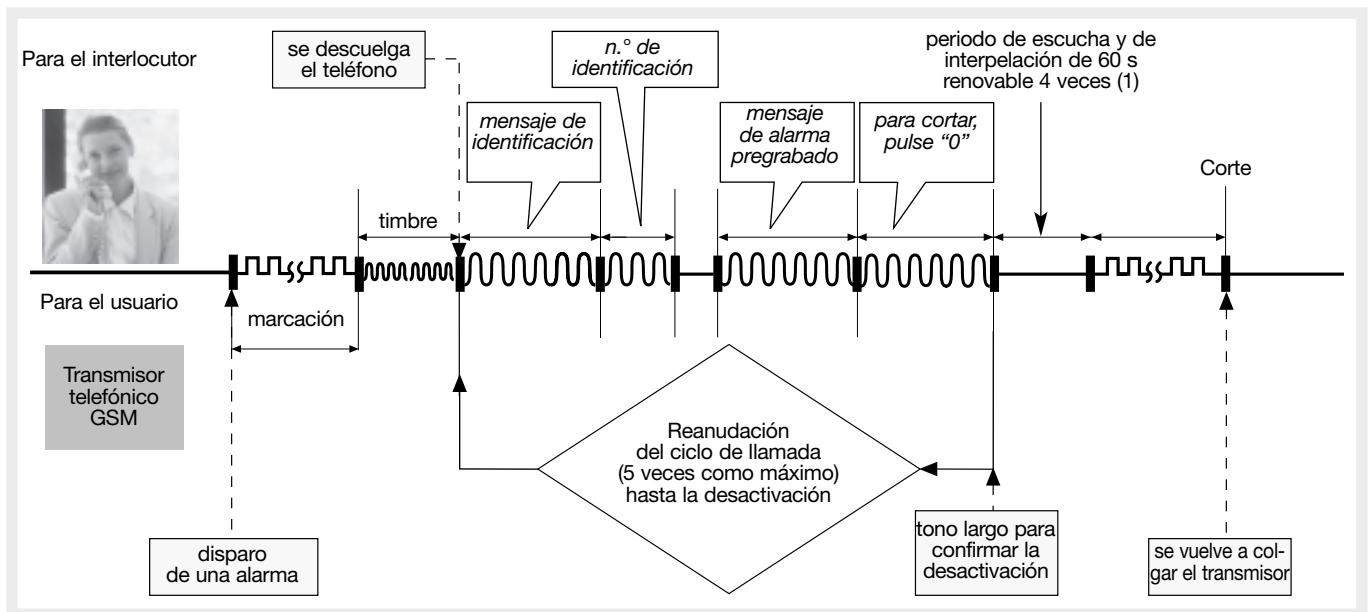 Para el interlocutor
se descuelga
el teléfono
n.° de
identificación
periodo de escucha y de
interpelación de 60 s
renovable 4 veces (1)
mensaje de
identificación
mensaje
de alarma
pregrabado
para cortar,
pulse “0”
Corte
timbre
Para el usuario
marcación
Transmisor
telefónico
GSM
Reanudación
del ciclo de llamada
(5 veces como máximo)
hasta la desactivación
disparo
de una alarma
tono largo para
confirmar la
desactivación
se vuelve a col-
gar el transmisor